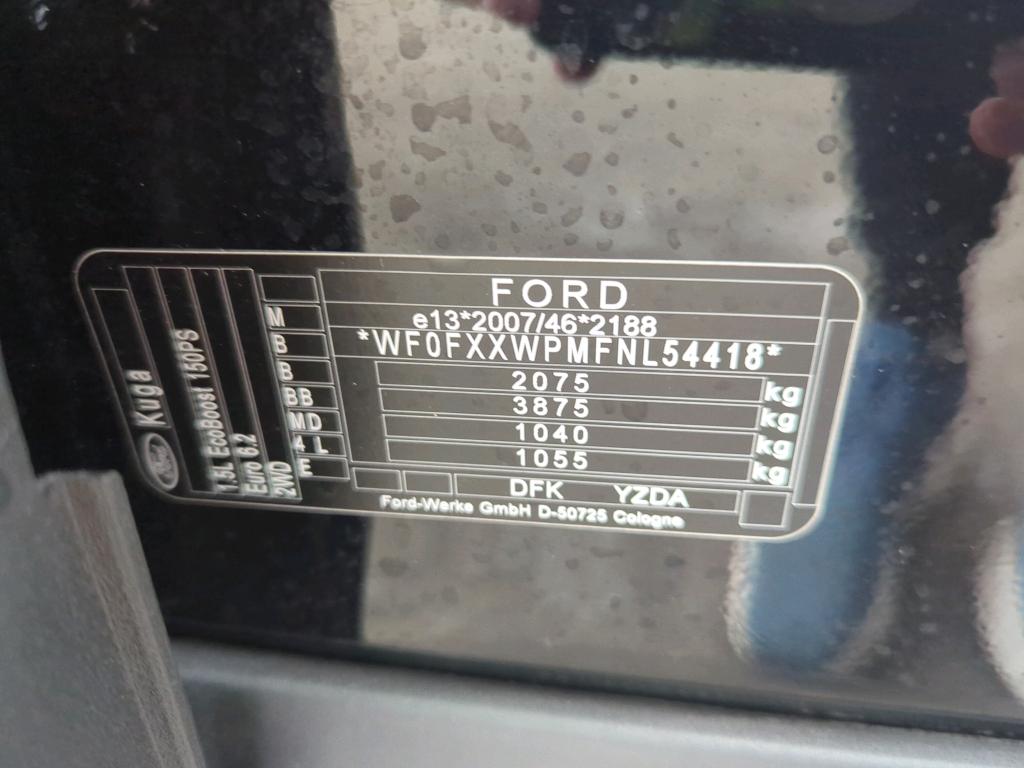 FORD
e13*2007/46*2188
*WF0FXXWPMFNL54418*
2075 kg
3875 kg
1040 kg
1055 kg
DFK YZDA
Ford-Werke GmbH D-50725 Cologne
M
B
B
BB
MD
4 L
E
Ford Kuga
1.5L EcoBoost 150PS
Euro 6.2
2WD